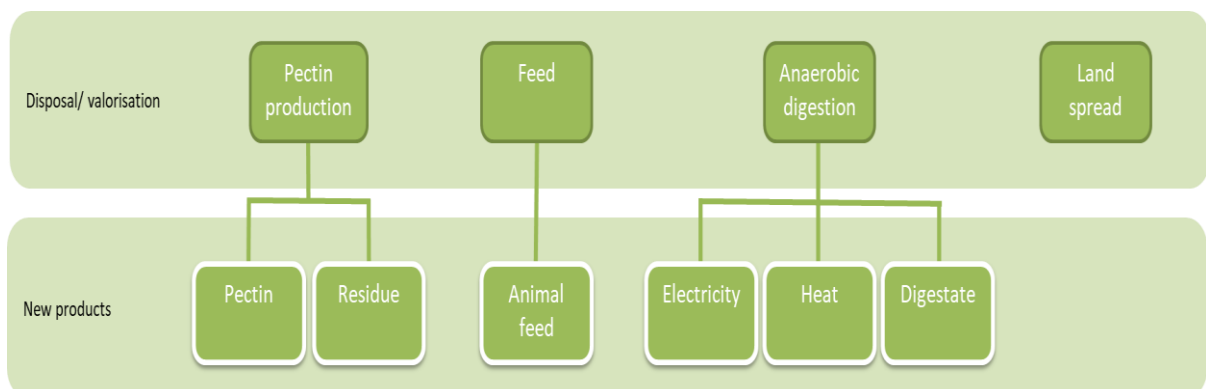 Disposal/ valorisation
Pectin
production
Feed
Anaerobic
digestion
Land
spread
New products
Pectin
Residue
Animal
feed
Electricity
Heat
Digestate